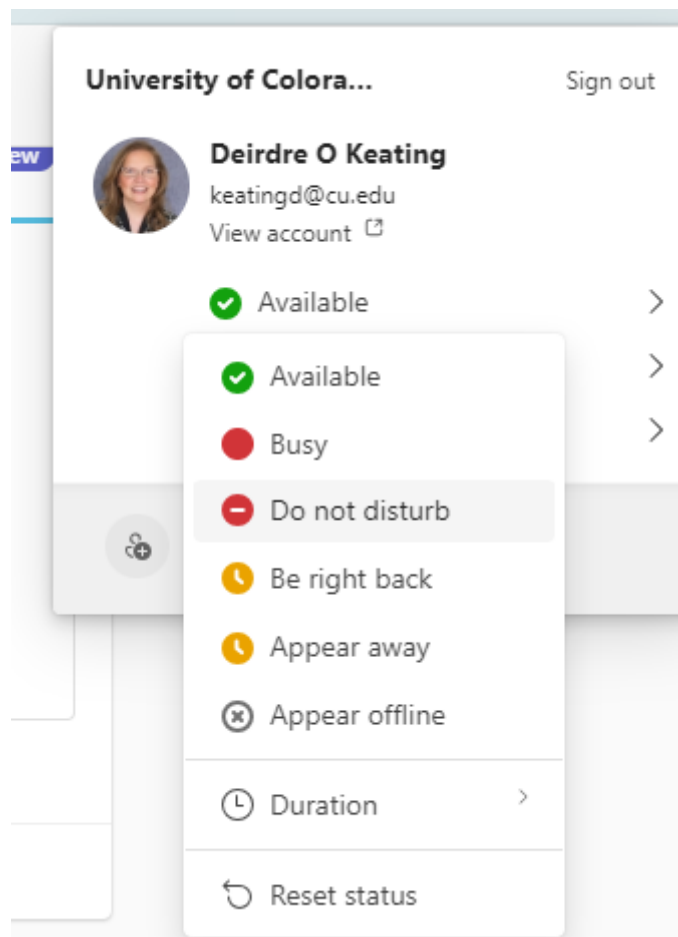 University of Colora... Sign out
ew
Deirdre O Keating
keatingd@cu.edu
View account
Available
Available
Busy
Do not disturb
Be right back
Appear away
Appear offline
Duration
Reset status